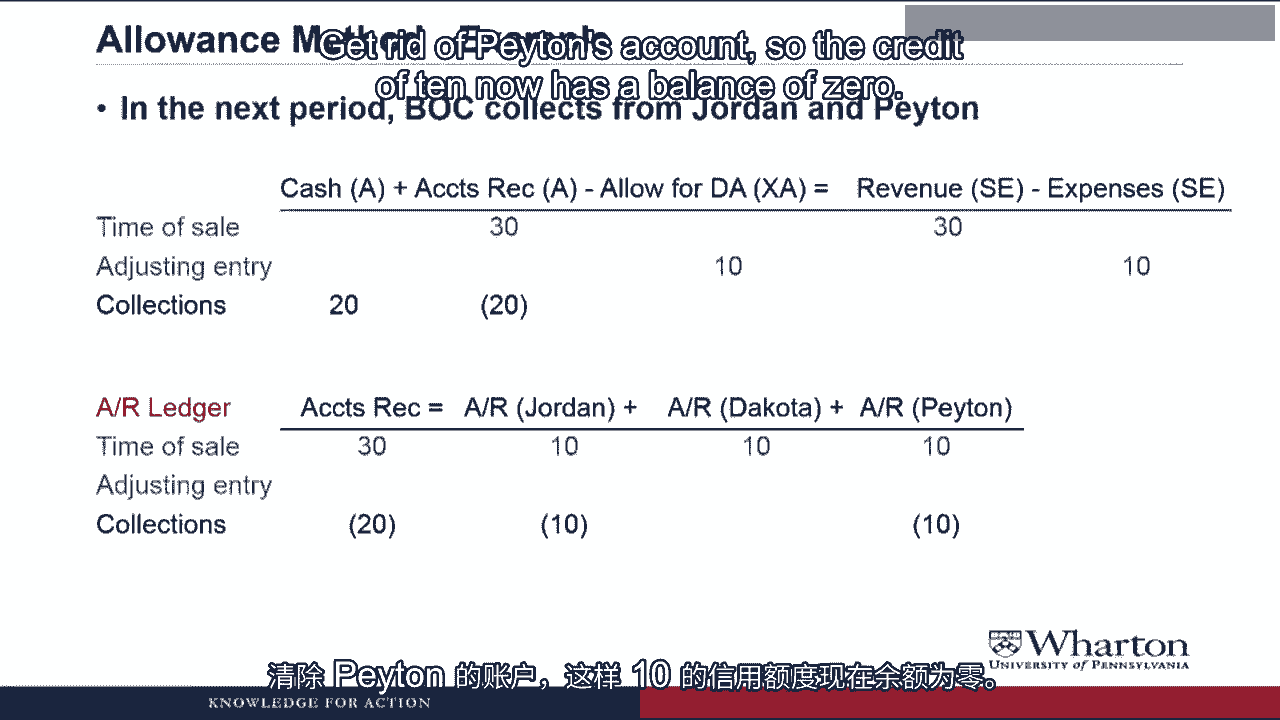 Allowance Method
Get rid of Peyton's account, so the credit
of ten now has a balance of zero.
• In the next period, BOC collects from Jordan and Peyton
Cash (A) + Accts Rec (A) - Allow for DA (XA) = Revenue (SE) - Expenses (SE)
Time of sale 30 30
Adjusting entry 10 10
Collections 20 (20)
A/R Ledger Accts Rec = A/R (Jordan) + A/R (Dakota) + A/R (Peyton)
Time of sale 30 10 10 10
Adjusting entry
Collections (20) (10) (10)
Wharton
UNIVERSITY of PENNSYLVANIA
清除 Peyton 的账户，这样 10 的信用额度现在余额为零。
KNOWLEDGE FOR ACTION